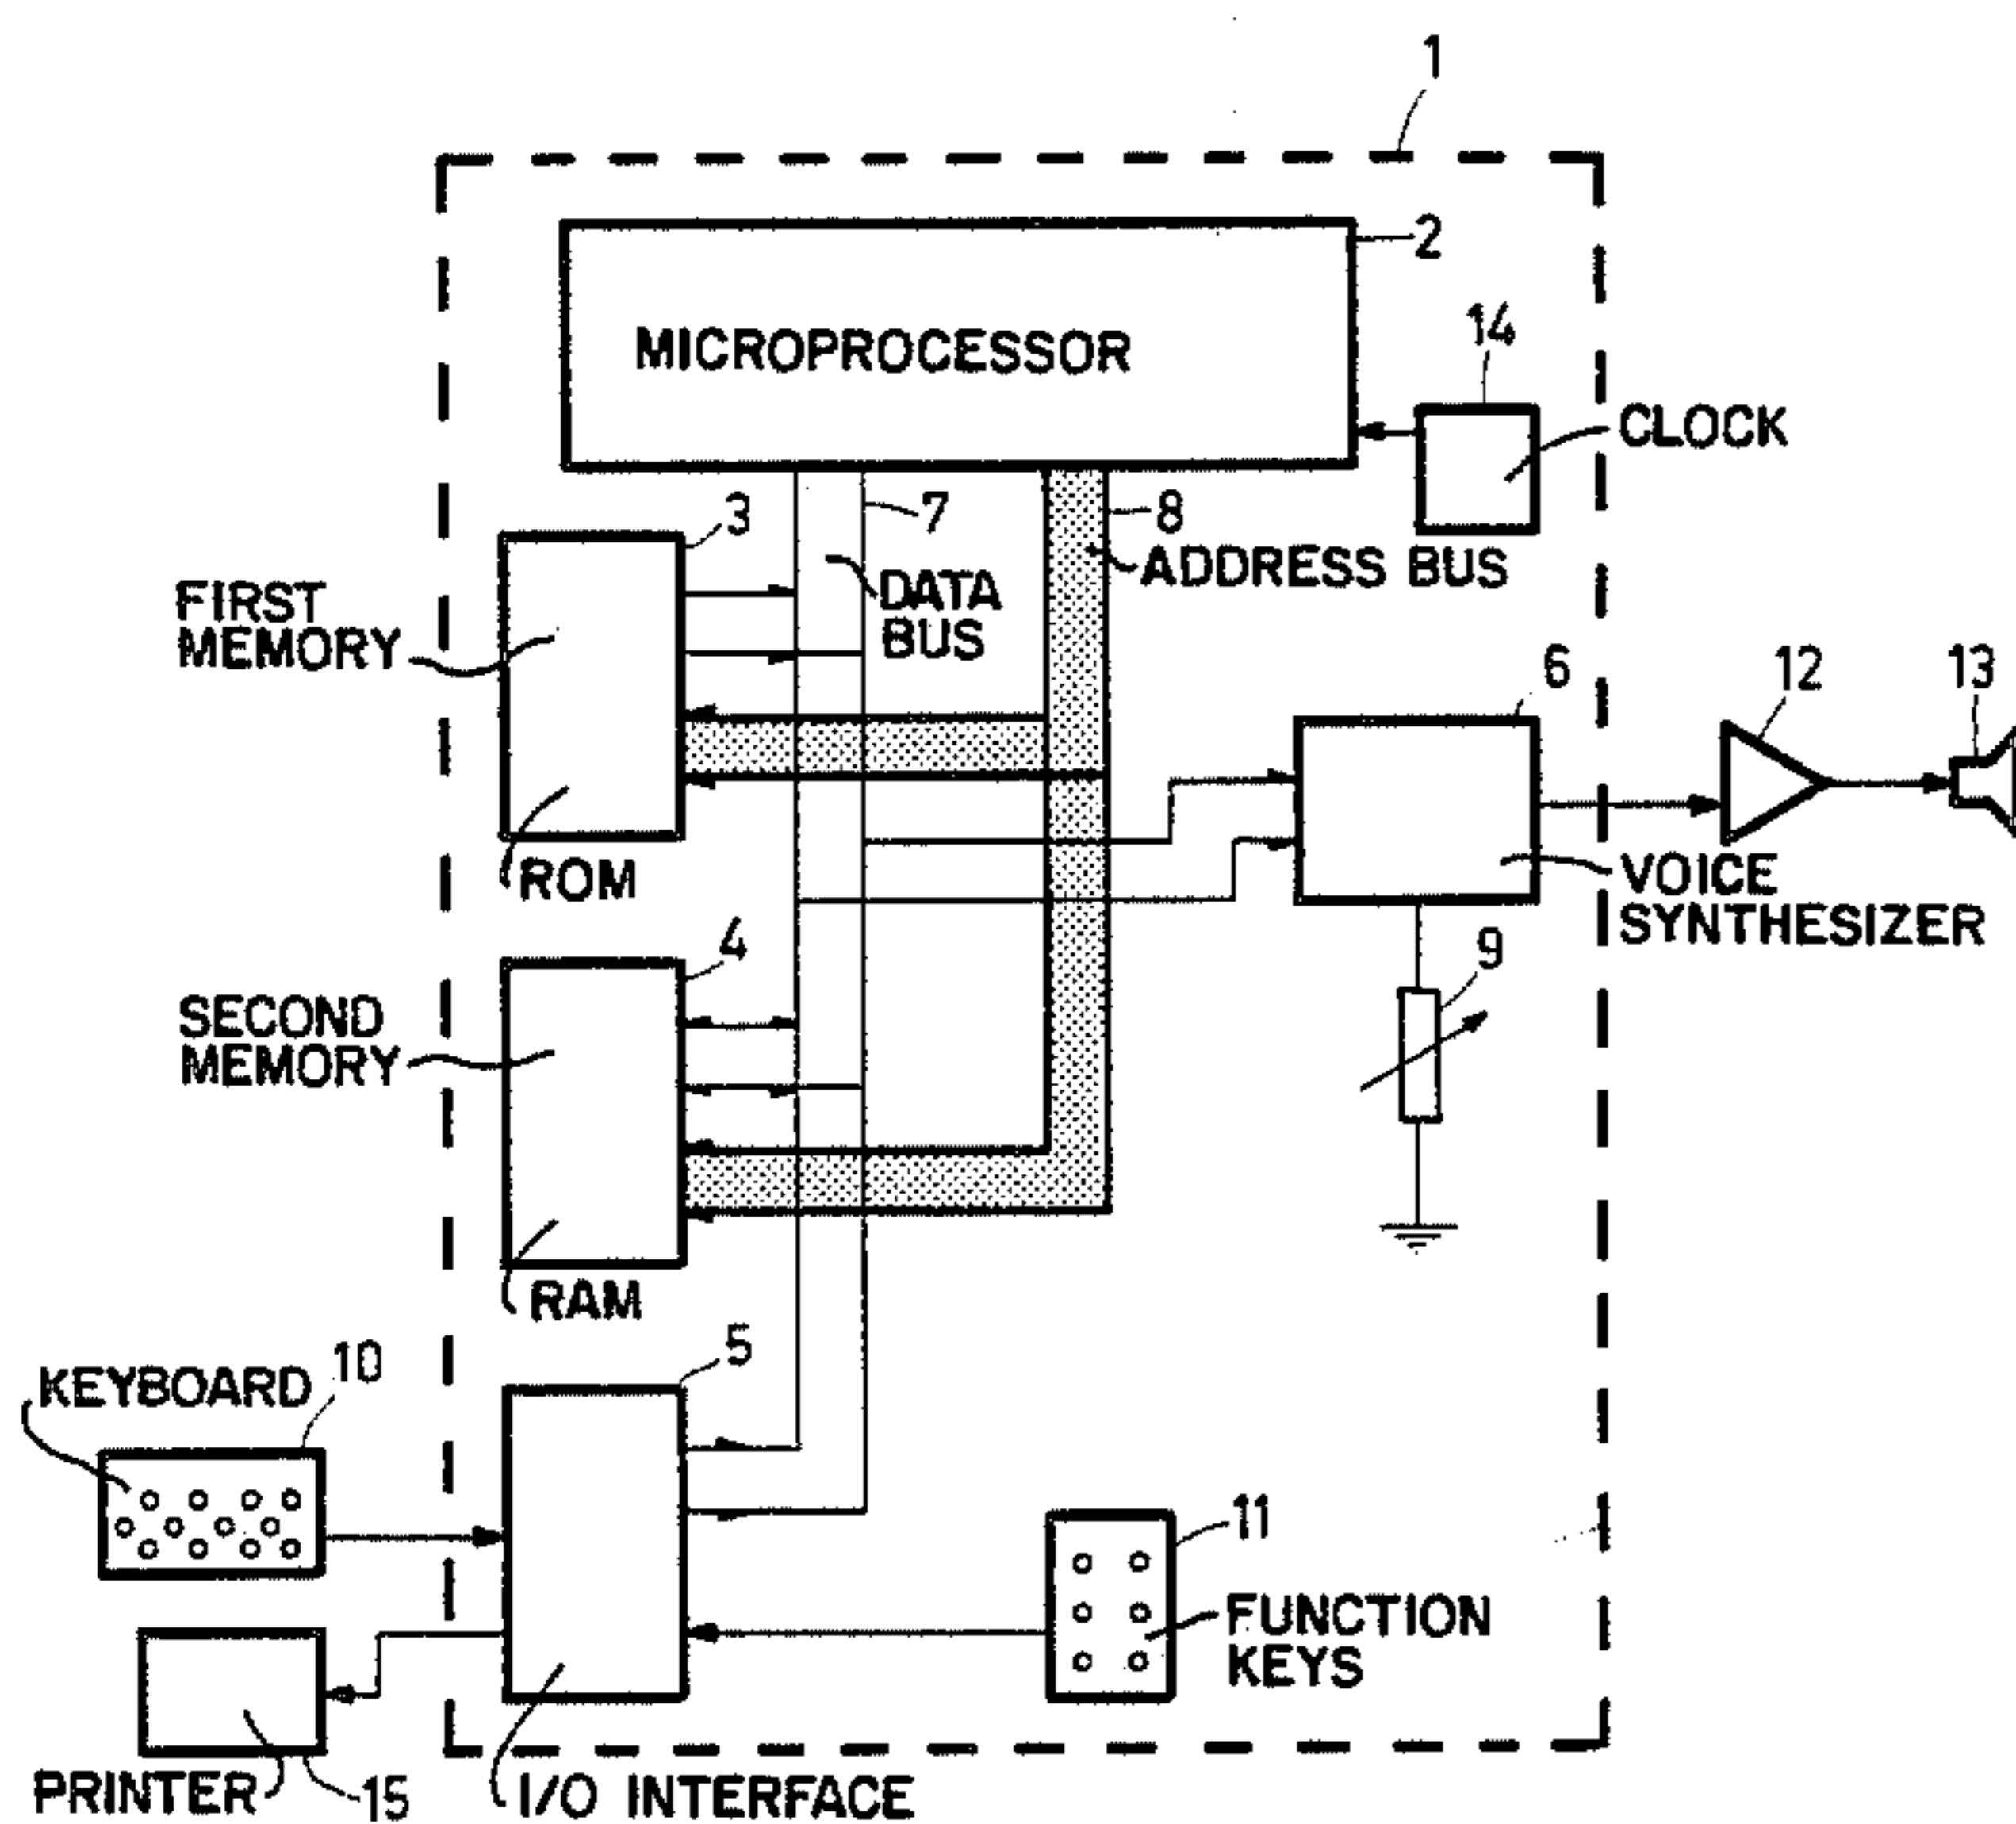 1
2
MICROPROCESSOR
14
CLOCK
3
7
8
ADDRESS BUS
DATA
BUS
FIRST
MEMORY
6
12
13
ROM
VOICE
SYNTHESIZER
4
9
SECOND
MEMORY
RAM
5
KEYBOARD
10
11
FUNCTION
KEYS
PRINTER
15
I/O INTERFACE